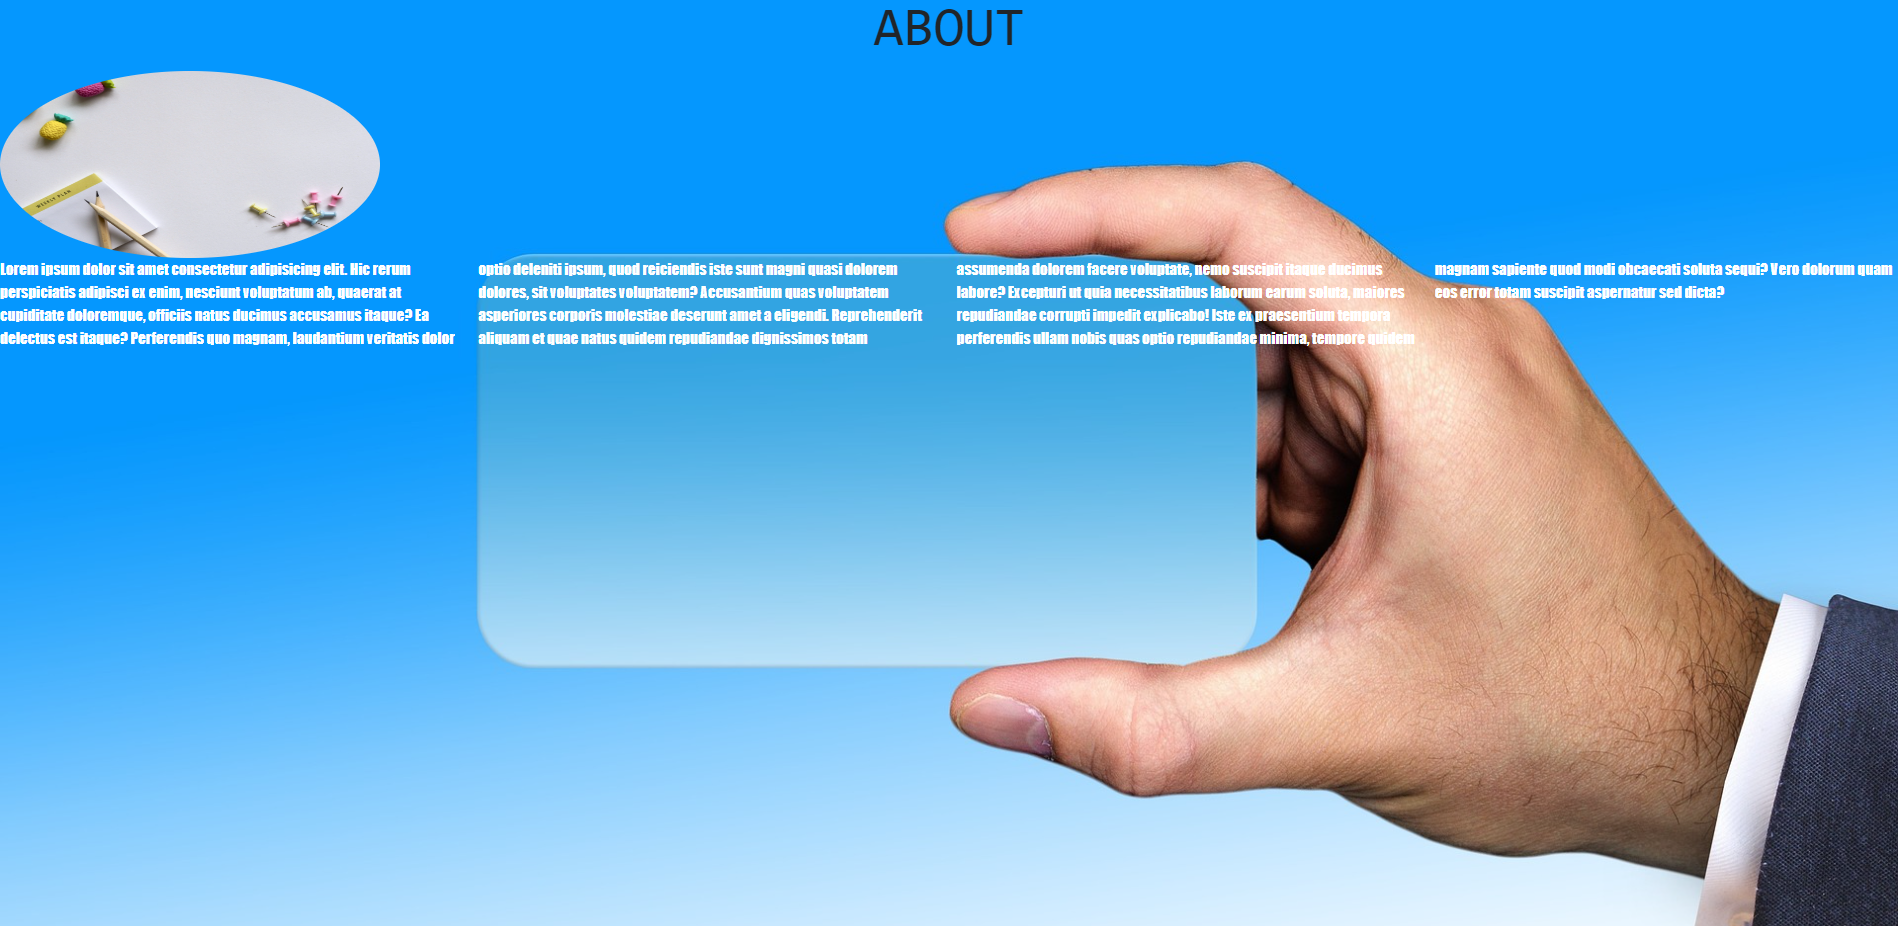 ABOUT
WEEKLY PLAN
Lorem ipsum dolor sit amet consectetur adipisicing elit. Hic rerum
perspiciatis adipisci ex enim, nesciunt voluptatum ab, quaerat at
cupiditate doloremque, officiis natus ducimus accusamus itaque? Ea
delectus est itaque? Perferendis quo magnam, laudantium veritatis dolor
optio deleniti ipsum, quod reiciendis iste sunt magni quasi dolorem
dolores, sit voluptates voluptatem? Accusantium quas voluptatem
asperiores corporis molestiae deserunt amet a eligendi. Reprehenderit
aliquam et quae natus quidem repudiandae dignissimos totam
assumenda dolorem facere voluptate, nemo suscipit itaque ducimus
labore? Excepturi ut quia necessitatibus laborum earum soluta, maiores
repudiandae corrupti impedit explicabo! Iste ex praesentium tempora
perferendis ullam nobis quas optio repudiandae minima, tempore quidem
magnam sapiente quod modi obcaecati soluta sequi? Vero dolorum quam
eos error totam suscipit aspernatur sed dicta?